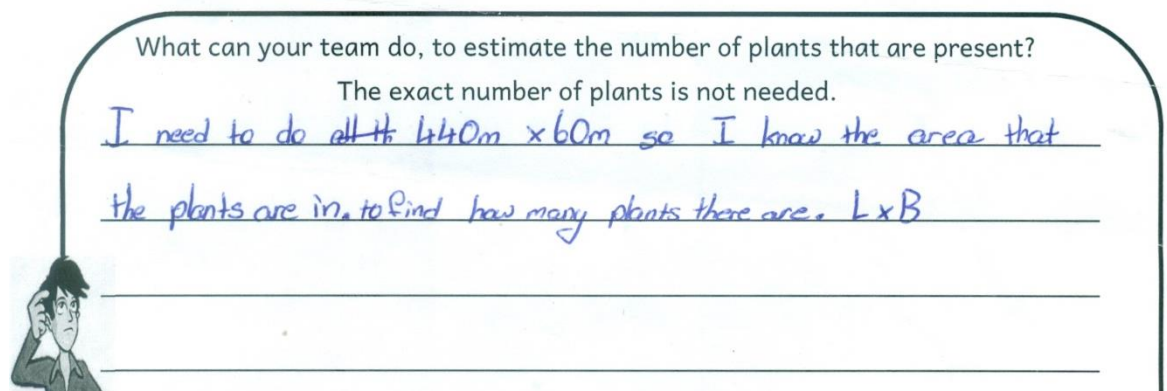 What can your team do, to estimate the number of plants that are present?
The exact number of plants is not needed.
I need to do 440m x 60m so I know the area that
the plants are in. to find how many plants there are. L x B